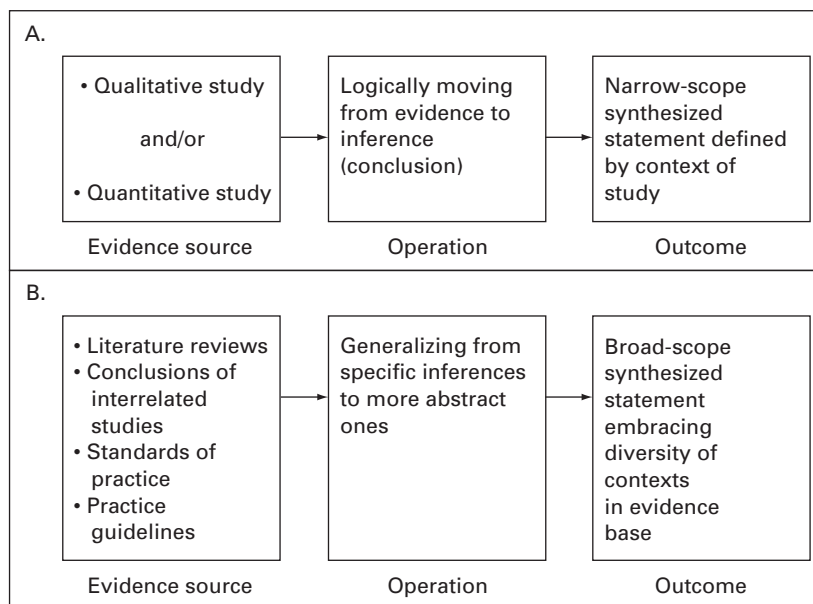 A.
• Qualitative study
and/or
• Quantitative study
Evidence source
Logically moving
from evidence to
inference
(conclusion)
Operation
Narrow-scope
synthesized
statement defined
by context of
study
Outcome
B.
• Literature reviews
• Conclusions of
interrelated
studies
• Standards of
practice
• Practice
guidelines
Evidence source
Generalizing from
specific inferences
to more abstract
ones
Operation
Broad-scope
synthesized
statement
embracing
diversity of
contexts
in evidence
base
Outcome